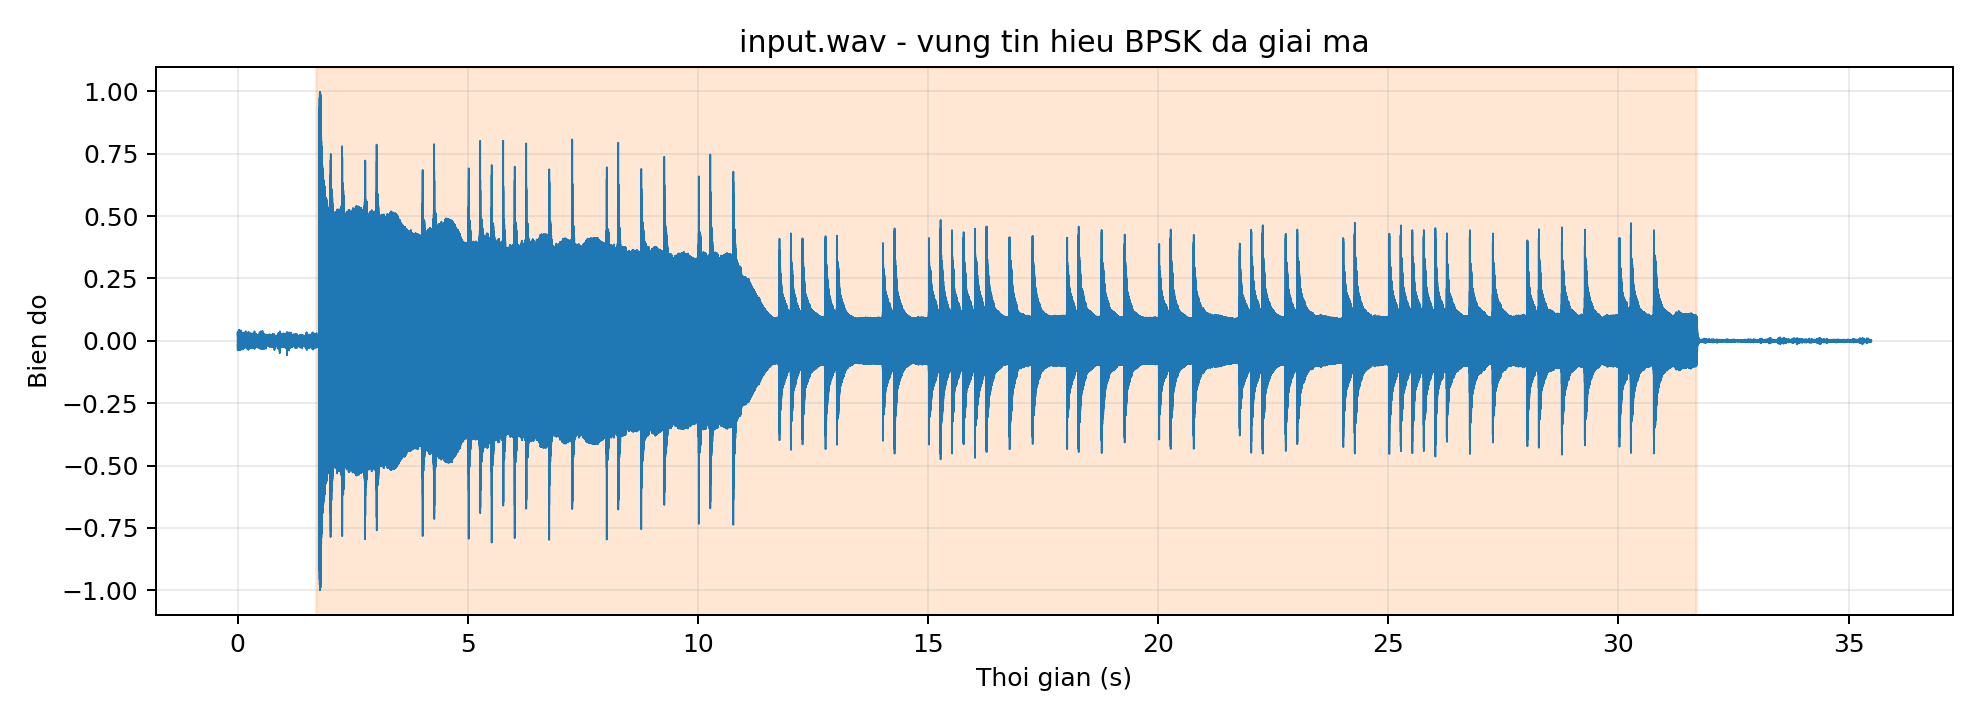 input.wav - vung tin hieu BPSK da giai ma
Bien do
1.00
0.75
0.50
0.25
0.00
−0.25
−0.50
−0.75
−1.00
0 5 10 15 20 25 30 35
Thoi gian (s)